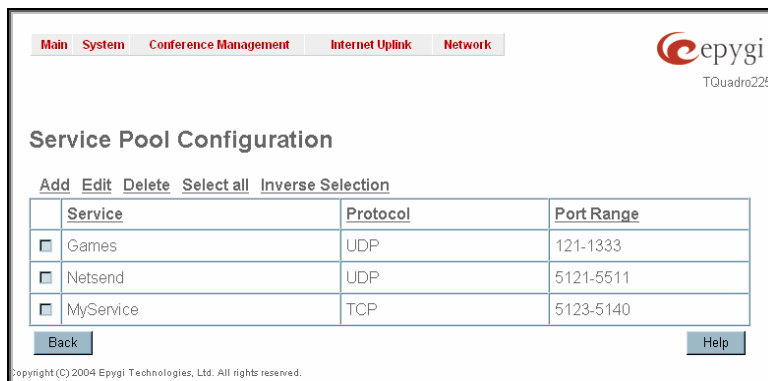 Main System Conference Management Internet Uplink Network
epygi
TQuadro225
Service Pool Configuration
Add Edit Delete Select all Inverse Selection
Service Protocol Port Range
Games UDP 121-1333
Netsend UDP 5121-5511
MyService TCP 5123-5140
Back Help
Copyright (C) 2004 Epygi Technologies, Ltd. All rights reserved.